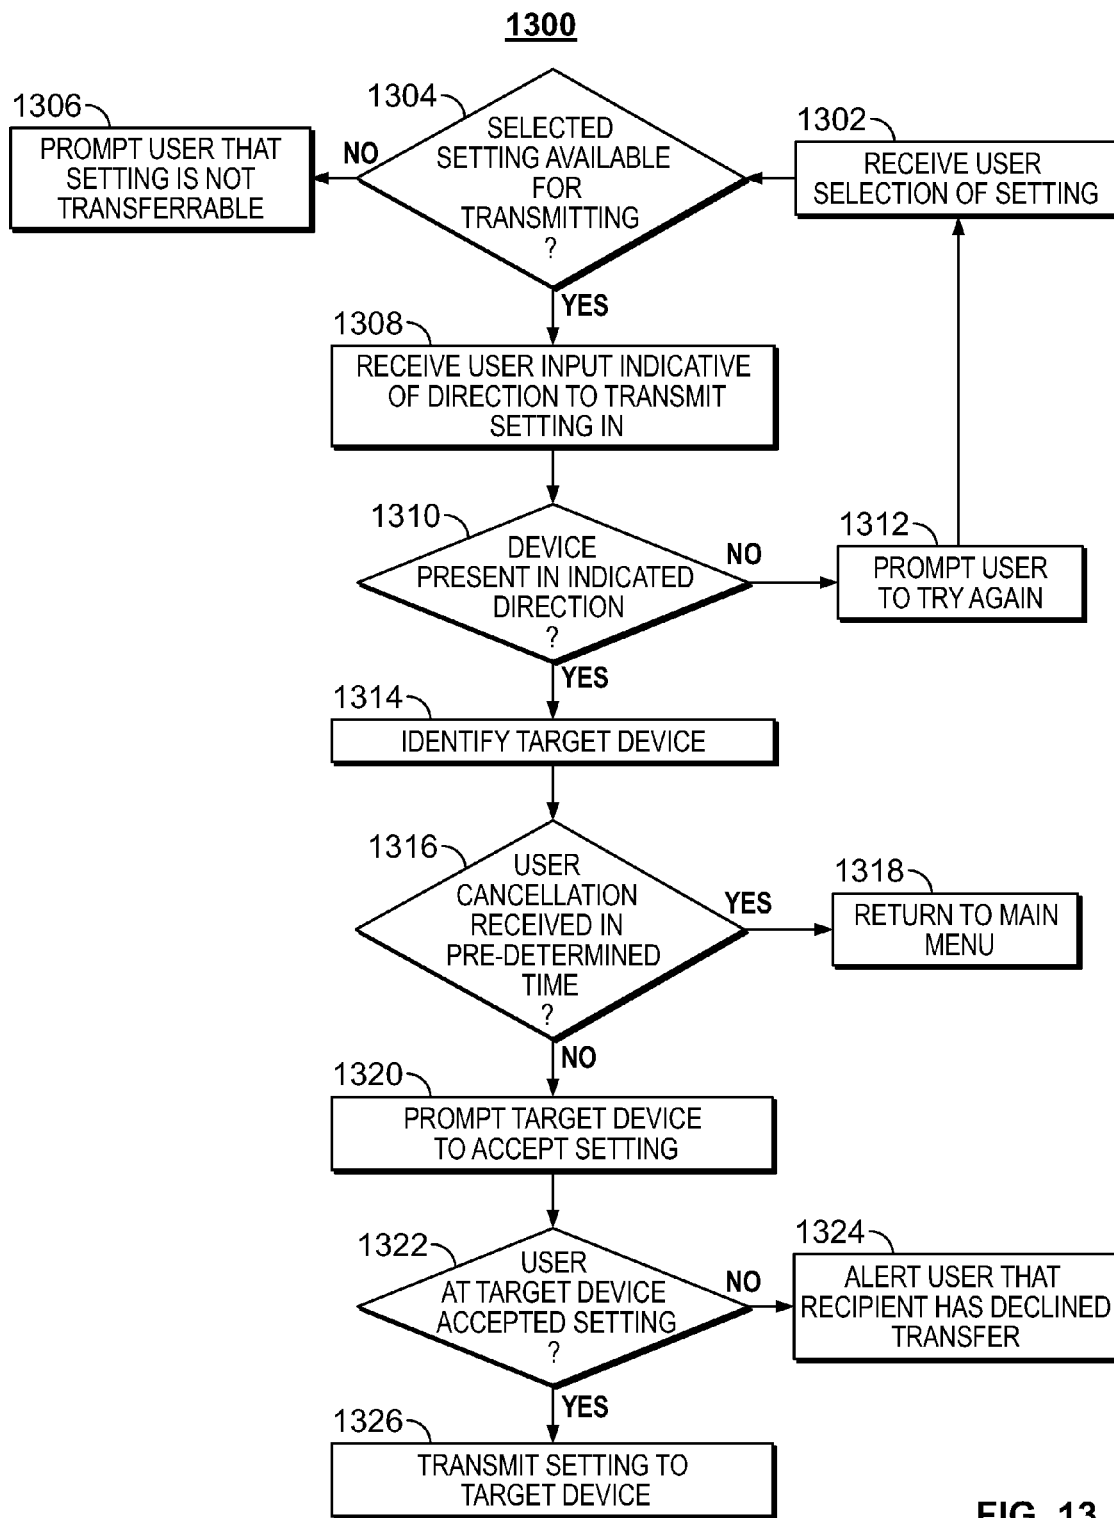 1300
1306
PROMPT USER THAT
SETTING IS NOT
TRANSFERRABLE
NO
1304
SELECTED
SETTING AVAILABLE
FOR
TRANSMITTING
?
1302
RECEIVE USER
SELECTION OF SETTING
YES
1308
RECEIVE USER INPUT INDICATIVE
OF DIRECTION TO TRANSMIT
SETTING IN
1310
DEVICE
PRESENT IN INDICATED
DIRECTION
?
NO
1312
PROMPT USER
TO TRY AGAIN
YES
1314
IDENTIFY TARGET DEVICE
1316
USER
CANCELLATION
RECEIVED IN
PRE-DETERMINED
TIME
?
YES
1318
RETURN TO MAIN
MENU
NO
1320
PROMPT TARGET DEVICE
TO ACCEPT SETTING
1322
USER
AT TARGET DEVICE
ACCEPTED SETTING
?
NO
1324
ALERT USER THAT
RECIPIENT HAS DECLINED
TRANSFER
YES
1326
TRANSMIT SETTING TO
TARGET DEVICE
FIG. 13